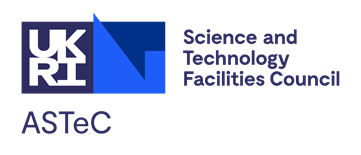 UK
RI
Science and
Technology
Facilities Council
ASTeC